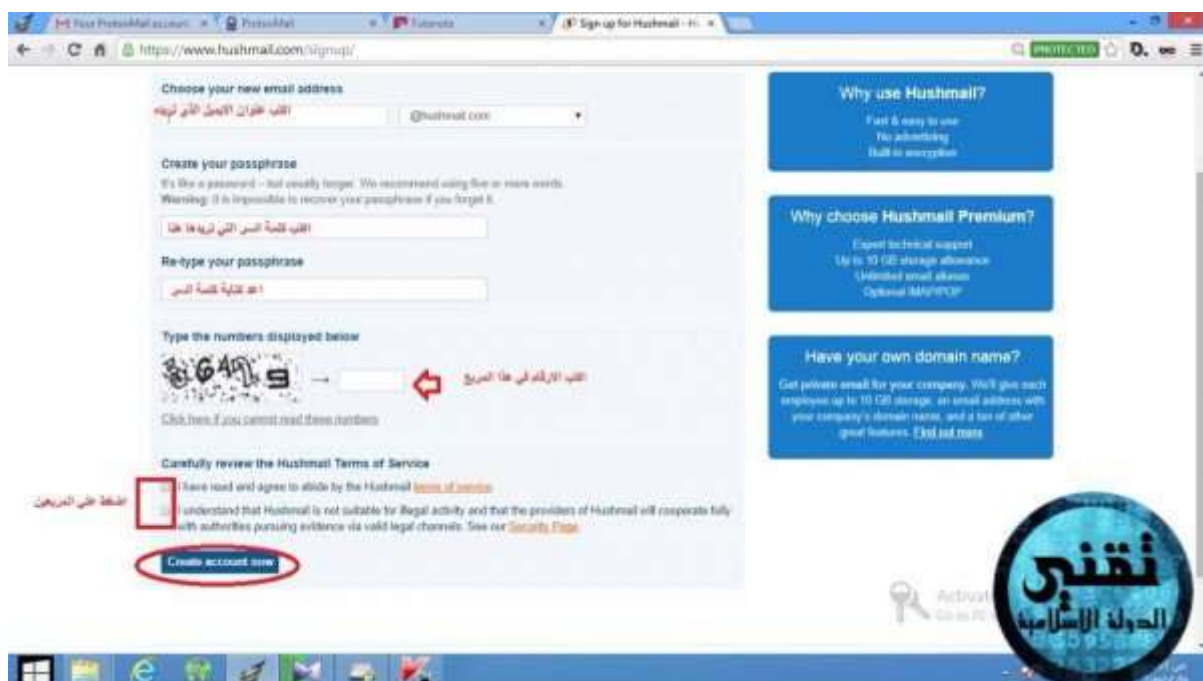 Your ProtonMail account
ProtonMail
Tutanota
Sign up for Hushmail - H
https://www.hushmail.com/signup/
PROTECTED
Choose your new email address
اكتب عنوان الايميل الذي تريده
@hushmail.com
Create your passphrase
It's like a password – but usually longer. We recommend using five or more words.
Warning: it is impossible to recover your passphrase if you forget it.
اكتب كلمة السر التي تريدها هنا
Re-type your passphrase
اعد كتابة كلمة السر
Type the numbers displayed below
اكتب الارقام في هذا المربع
Click here if you cannot read these numbers
Carefully review the Hushmail Terms of Service
I have read and agree to abide by the Hushmail terms of service
اضغط على المربعين
I understand that Hushmail is not suitable for illegal activity and that the providers of Hushmail will cooperate fully
with authorities pursuing evidence via valid legal channels. See our Security Page
Create account now
Why use Hushmail?
Fast & easy to use
No advertising
Built-in encryption
Why choose Hushmail Premium?
Expert technical support
Up to 10 GB storage allowance
Unlimited email aliases
Optional IMAP/POP
Have your own domain name?
Get private email for your company. We'll give each
employee up to 10 GB storage, an email address with
your company's domain name, and a ton of other
great features. Find out more
تقني
الدولة الإسلامية